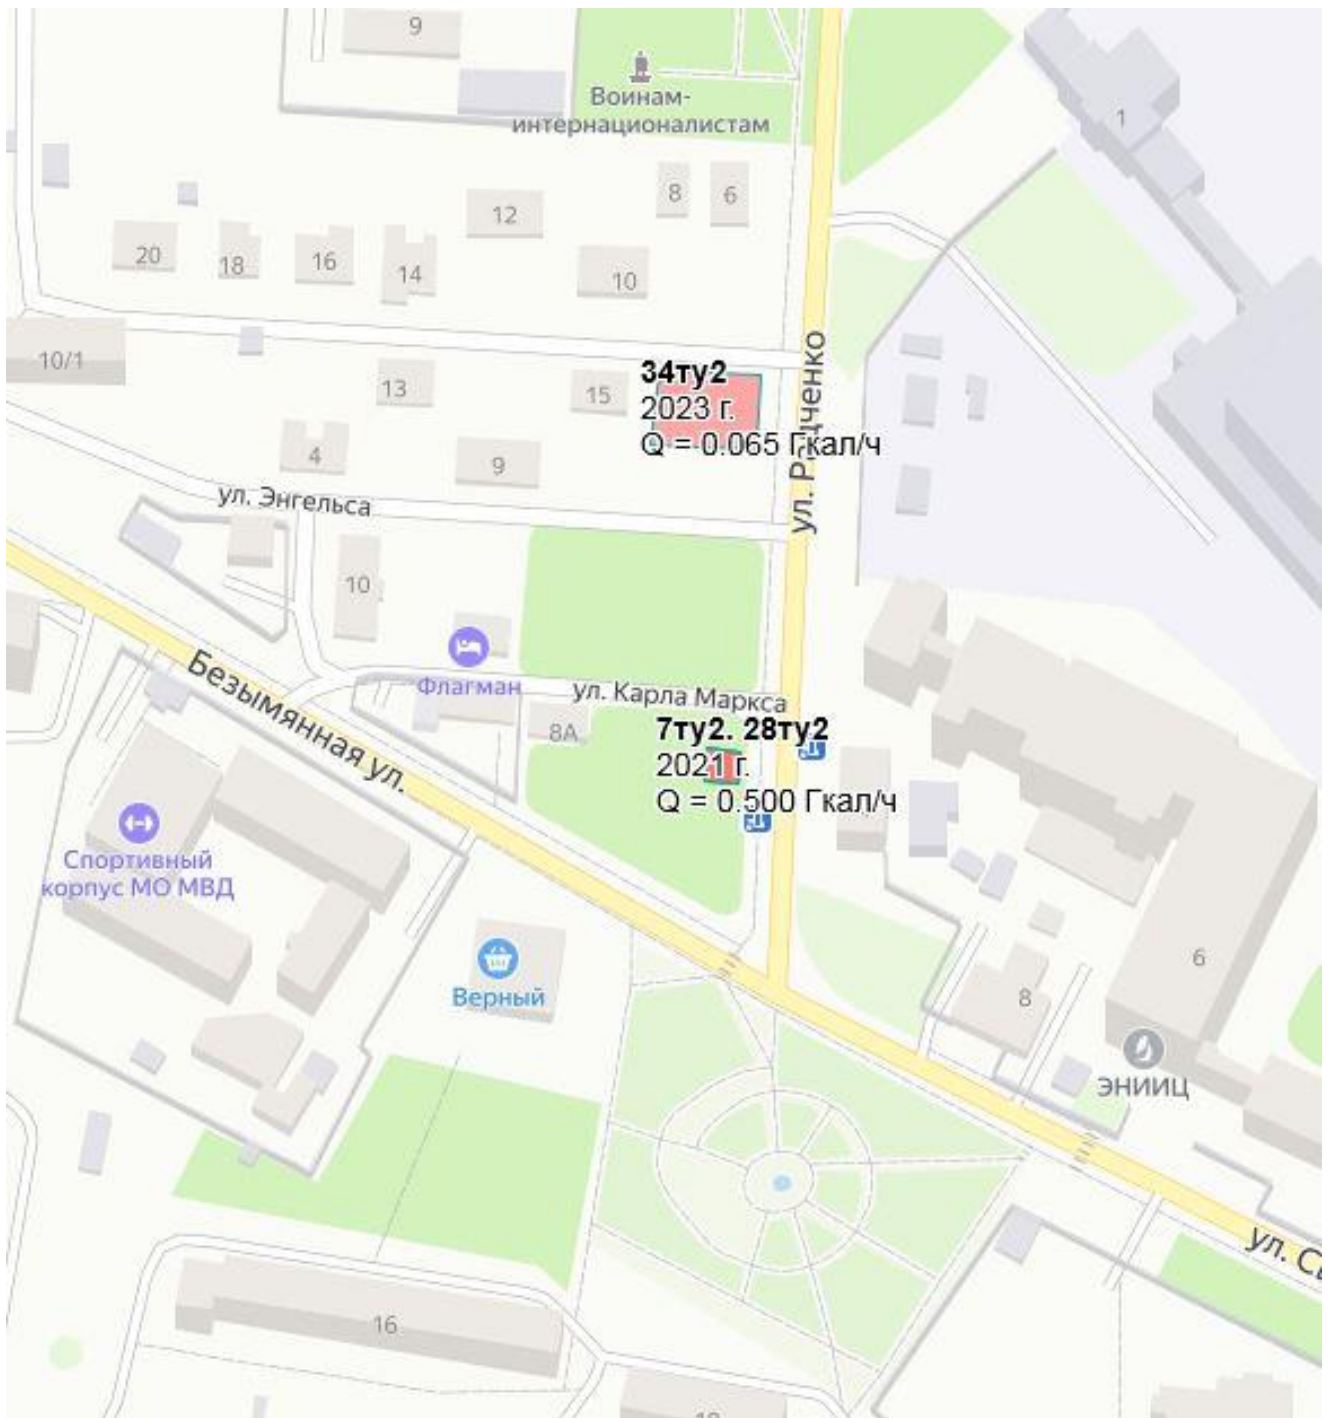 9
Воинам-
интернационалистам
1
8
6
12
20
18
16
14
10
10/1
34ту2
13
15
2023 г.
Q = 0.065 Гкал/ч
4
9
ул. Радченко
ул. Энгельса
10
Безымянная ул.
Флагман
ул. Карла Маркса
8А
7ту2. 28ту2
2021 г.
Q = 0.500 Гкал/ч
Спортивный
корпус МО МВД
Верный
6
8
ЭНИИЦ
ул. Св
16